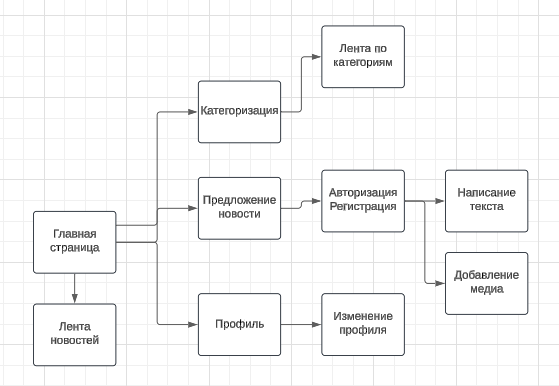 Лента по
категориям
Категоризация
Предложение
новости
Авторизация
Регистрация
Написание
текста
Главная
страница
Добавление
медиа
Лента
новостей
Профиль
Изменение
профиля